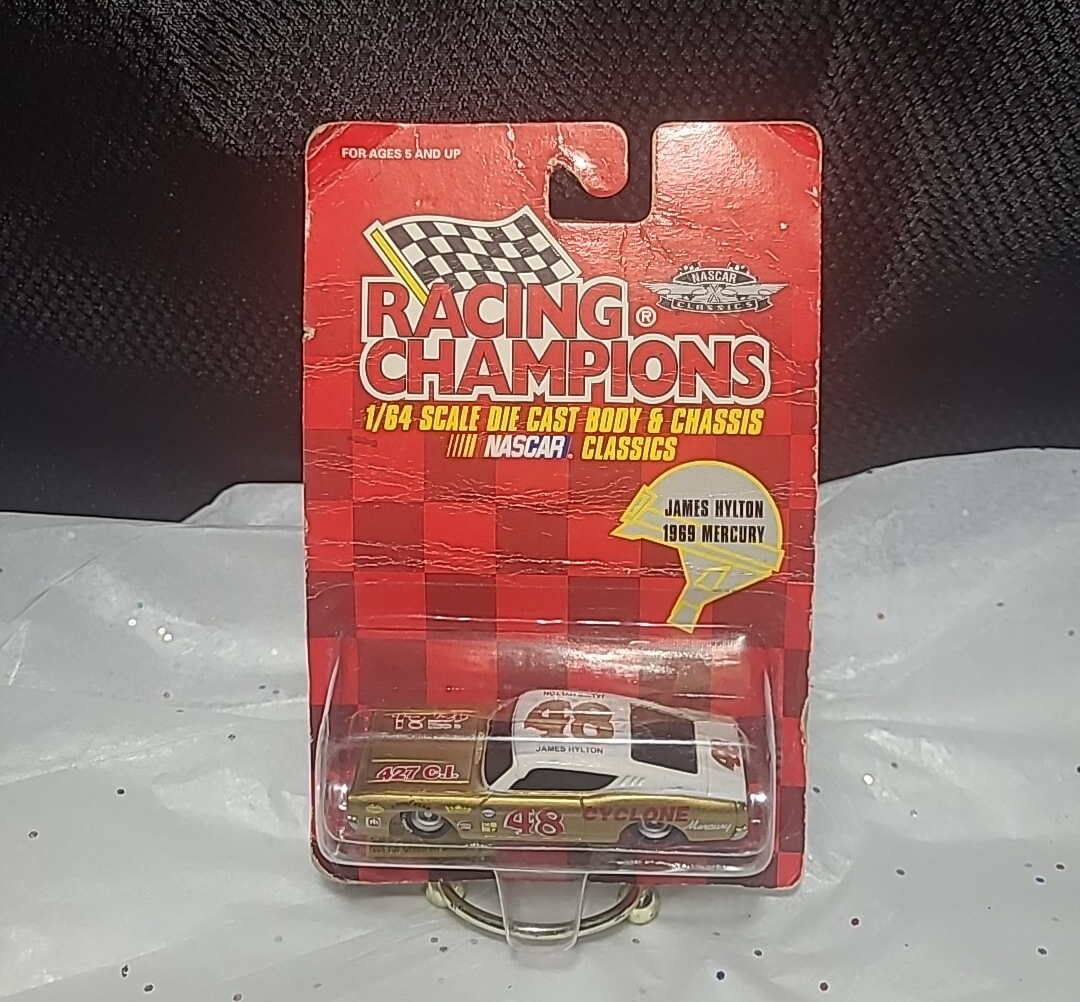 FOR AGES 5 AND UP
NASCAR
CLASSICS
RACING
CHAMPIONS®
1/64 SCALE DIE CAST BODY & CHASSIS
NASCAR. CLASSICS
JAMES HYLTON
1969 MERCURY
48
JAMES HYLTON
427 C.I.
48
CYCLONE
Mercury